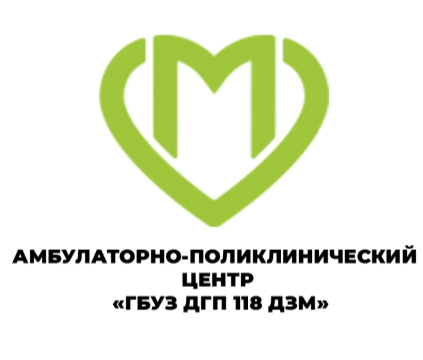 М
АМБУЛАТОРНО-ПОЛИКЛИНИЧЕСКИЙ
ЦЕНТР
«ГБУЗ ДГП 118 ДЗМ»